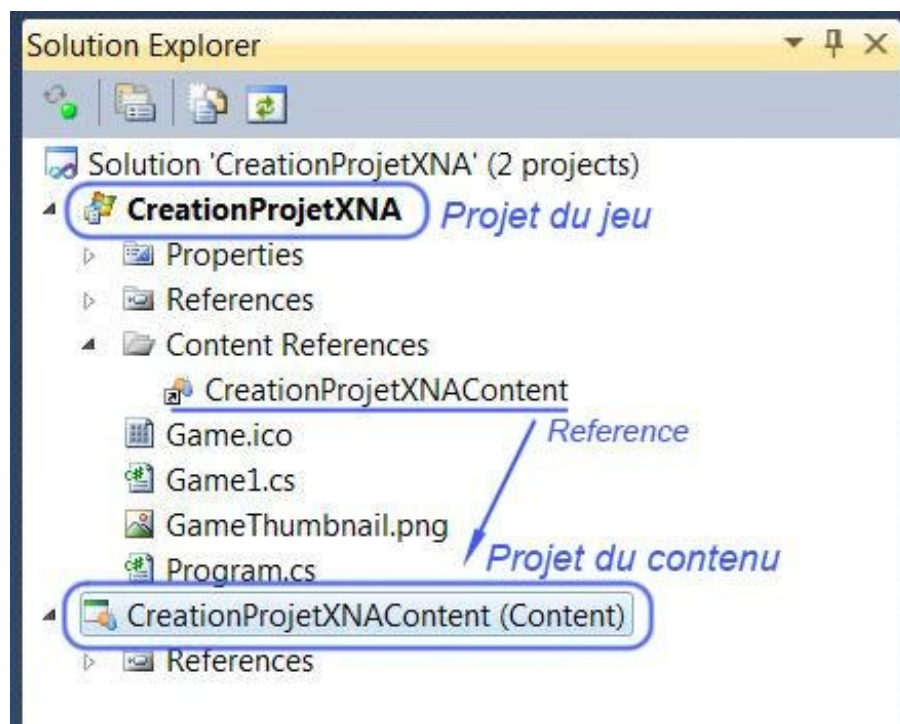 Solution Explorer
Solution 'CreationProjetXNA' (2 projects)
CreationProjetXNA Projet du jeu
Properties
References
Content References
CreationProjetXNAContent
Game.ico Reference
Game1.cs
GameThumbnail.png
Program.cs Projet du contenu
CreationProjetXNAContent (Content)
References